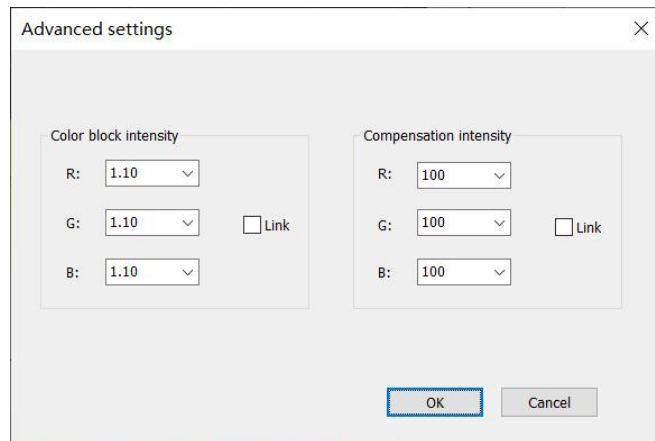 Advanced settings
Color block intensity
R: 1.10
G: 1.10 Link
B: 1.10
Compensation intensity
R: 100
G: 100 Link
B: 100
OK Cancel